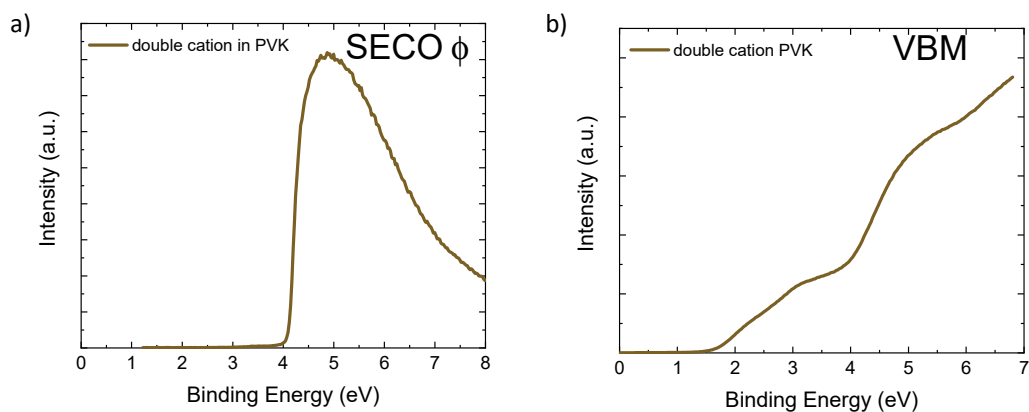 a)
double cation in PVK
SECO ϕ
Intensity (a.u.)
0 1 2 3 4 5 6 7 8
Binding Energy (eV)
b)
double cation PVK
VBM
Intensity (a.u.)
0 1 2 3 4 5 6 7
Binding Energy (eV)